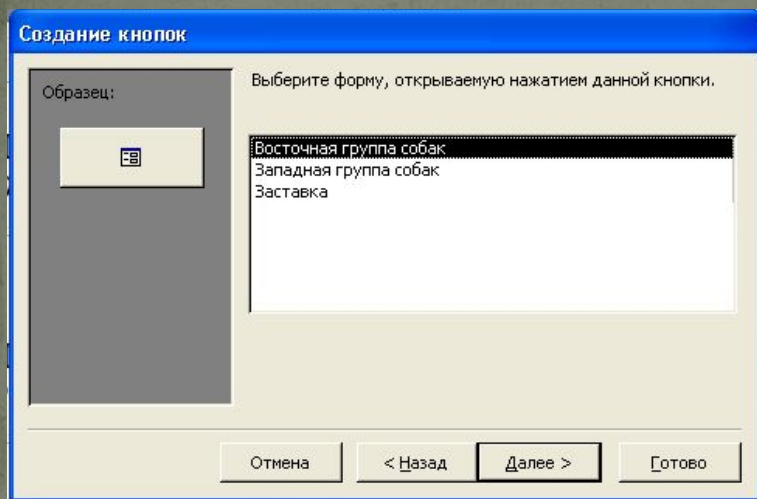 Создание кнопок
Образец:
Выберите форму, открываемую нажатием данной кнопки.
Восточная группа собак
Западная группа собак
Заставка
Отмена
< Назад
Далее >
Готово